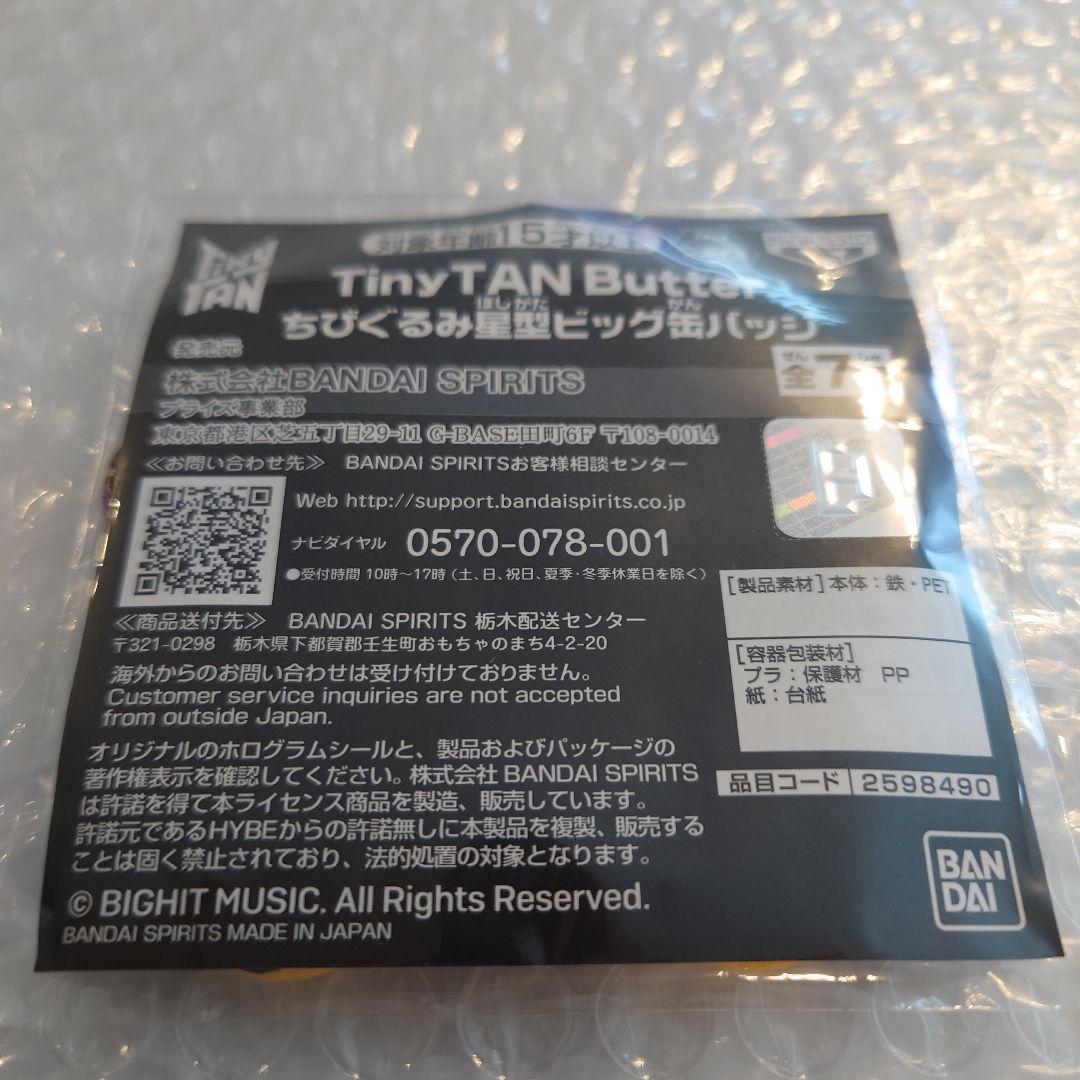 TinyTAN
対象年齢15才以上
TinyTAN Butter
ほしがた かん
ちびぐるみ星型ビッグ缶バッジ
ぜん
全7
発売元
株式会社BANDAI SPIRITS
プライズ事業部
東京都港区芝五丁目29-11 G-BASE田町6F 〒108-0014
≪お問い合わせ先≫ BANDAI SPIRITSお客様相談センター
Web http://support.bandaispirits.co.jp
ナビダイヤル 0570-078-001
●受付時間 10時～17時 (土、日、祝日、夏季・冬季休業日を除く)
≪商品送付先≫ BANDAI SPIRITS 栃木配送センター
〒321-0298 栃木県下都賀郡壬生町おもちゃのまち4-2-20
海外からのお問い合わせは受け付けておりません。
Customer service inquiries are not accepted
from outside Japan.
オリジナルのホログラムシールと、製品およびパッケージの
著作権表示を確認してください。株式会社 BANDAI SPIRITS
は許諾を得て本ライセンス商品を製造、販売しています。
許諾元であるHYBEからの許諾無しに本製品を複製、販売する
ことは固く禁止されており、法的処置の対象となります。
© BIGHIT MUSIC. All Rights Reserved.
BANDAI SPIRITS MADE IN JAPAN
[製品素材] 本体：鉄・PET
[容器包装材]
プラ：保護材 PP
紙：台紙
品目コード 2598490
BAN
DAI